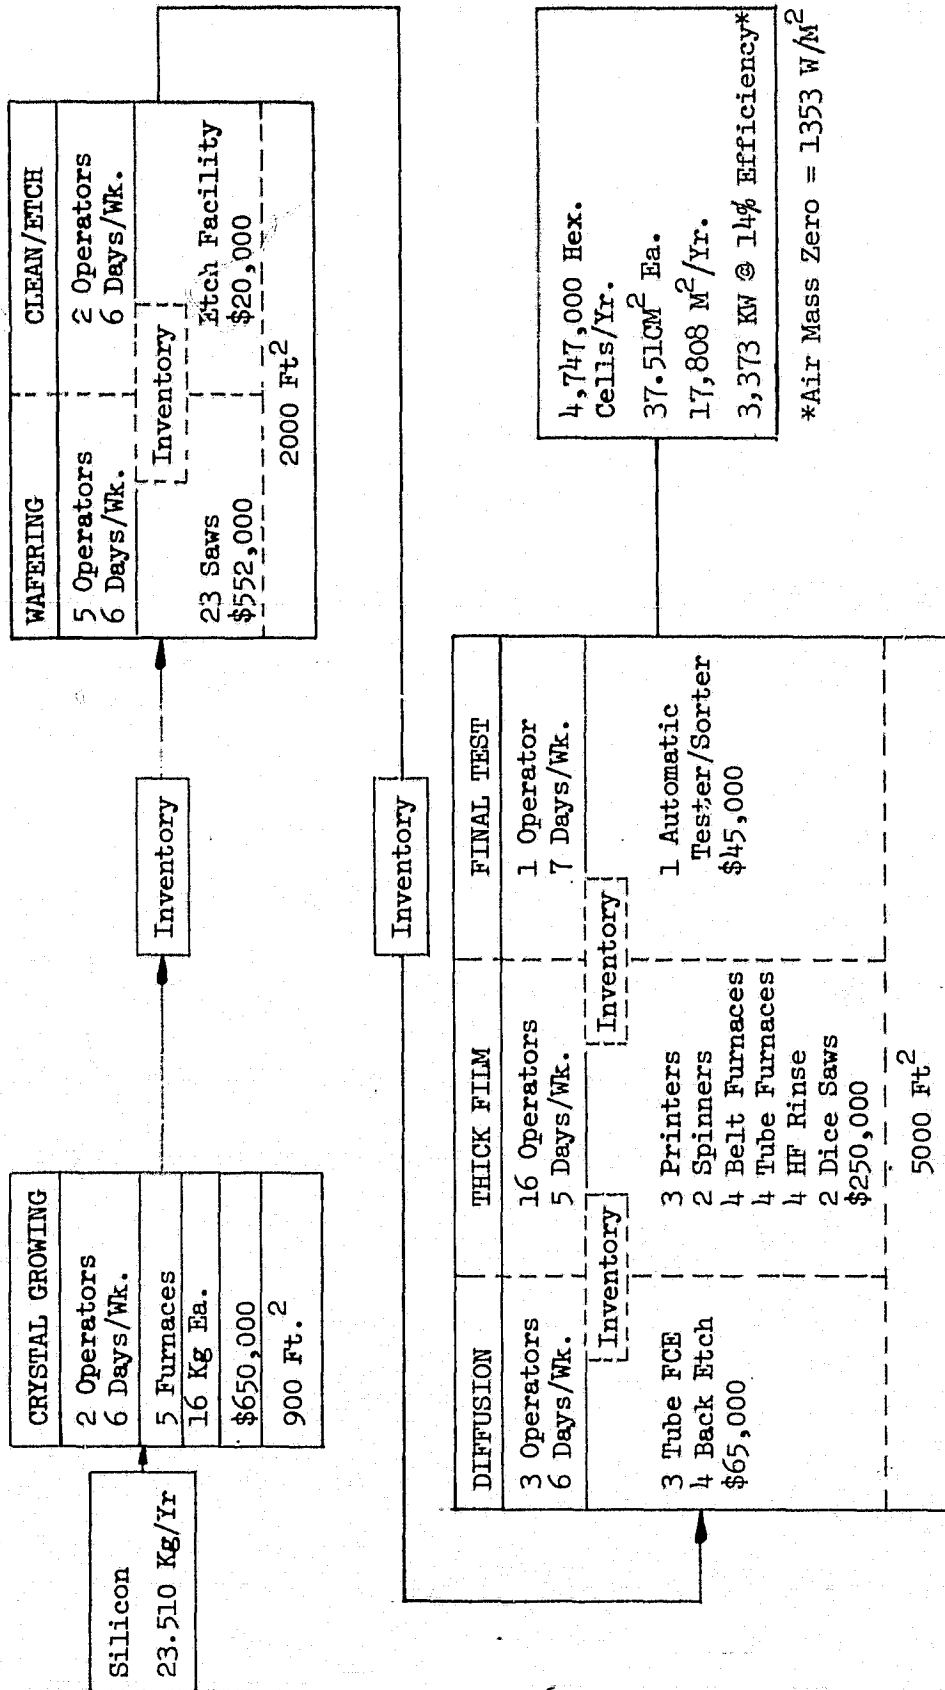 Silicon
23.510 Kg/Yr
CRYSTAL GROWING
2 Operators
6 Days/Wk.
5 Furnaces
16 Kg Ea.
$650,000
900 Ft.²
Inventory
WAFERING
5 Operators
6 Days/Wk.
23 Saws
$552,000
Inventory
CLEAN/ETCH
2 Operators
6 Days/Wk.
Etch Facility
$20,000
2000 Ft²
Inventory
DIFFUSION
3 Operators
6 Days/Wk.
3 Tube FCE
4 Back Etch
$65,000
Inventory
THICK FILM
16 Operators
5 Days/Wk.
3 Printers
2 Spinners
4 Belt Furnaces
4 Tube Furnaces
4 HF Rinse
2 Dice Saws
$250,000
Inventory
FINAL TEST
1 Operator
7 Days/Wk.
1 Automatic
Tester/Sorter
$45,000
5000 Ft²
4,747,000 Hex.
Cells/Yr.
37.51CM² Ea.
17,808 M²/Yr.
3,373 KW @ 14% Efficiency*
*Air Mass Zero = 1353 W/M²